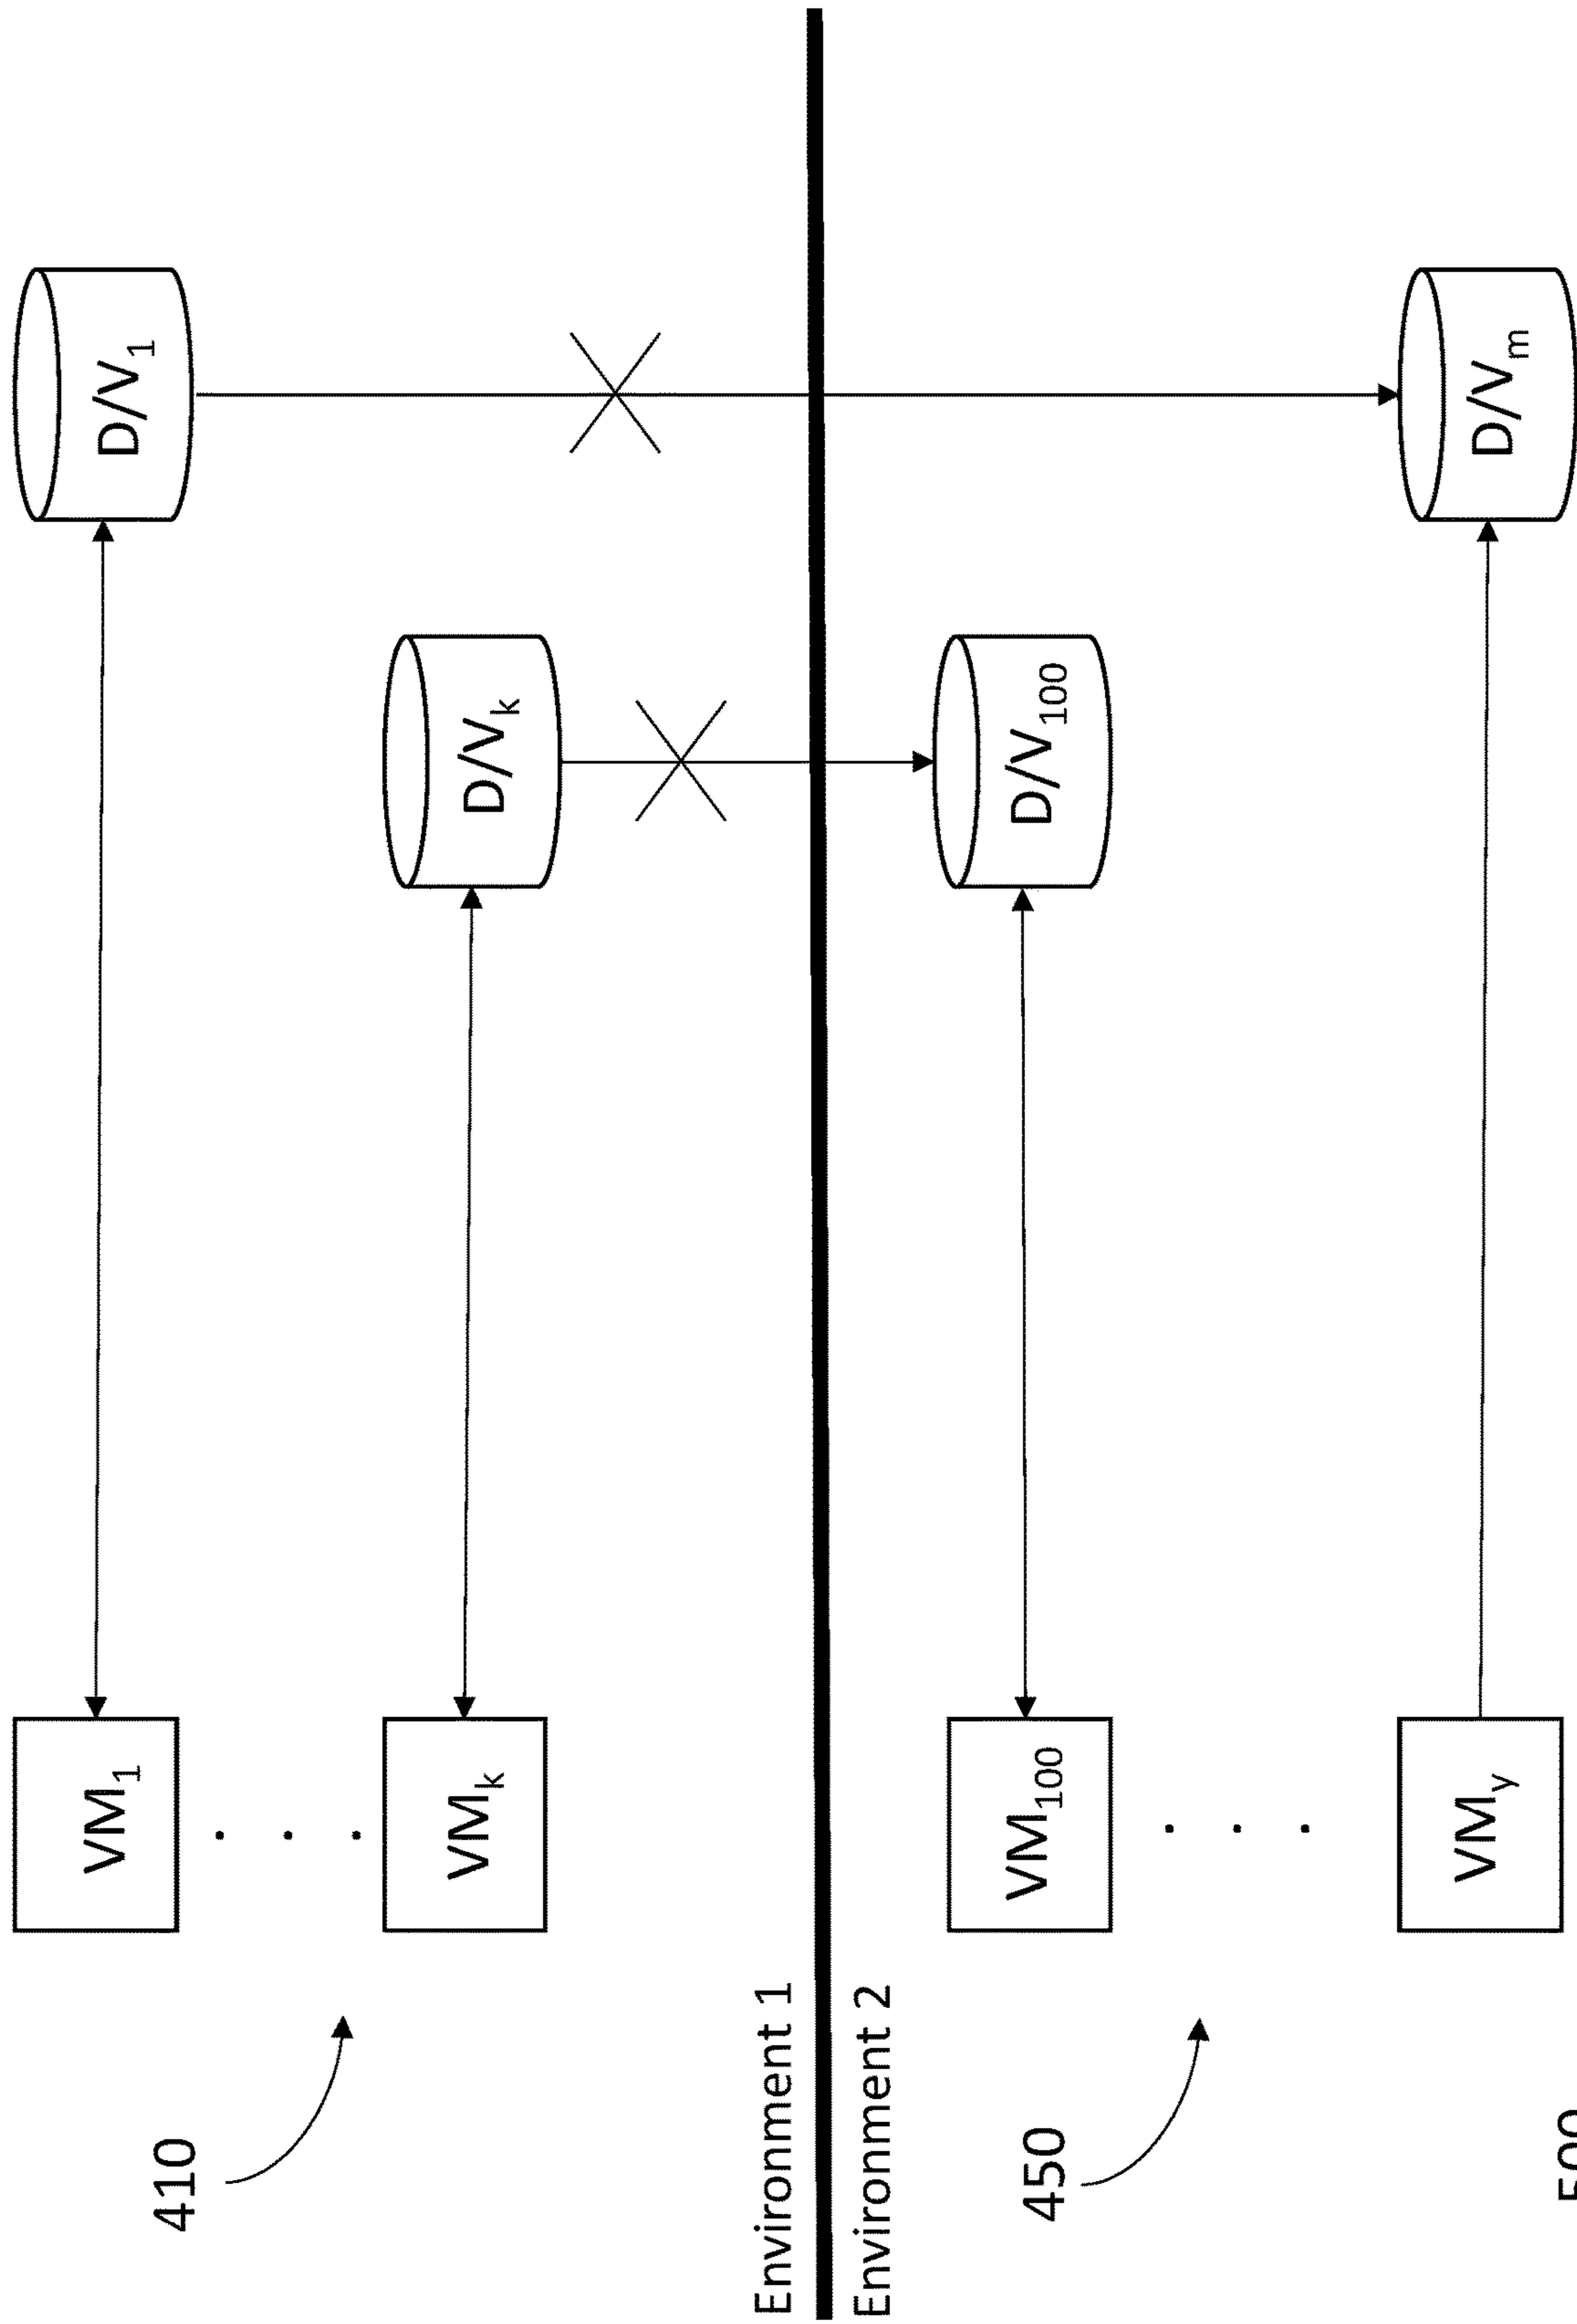 VM₁
D/V₁
410
VMₖ
D/Vₖ
Environment 1
Environment 2
VM₁₀₀
D/V₁₀₀
450
VMy
D/Vₘ